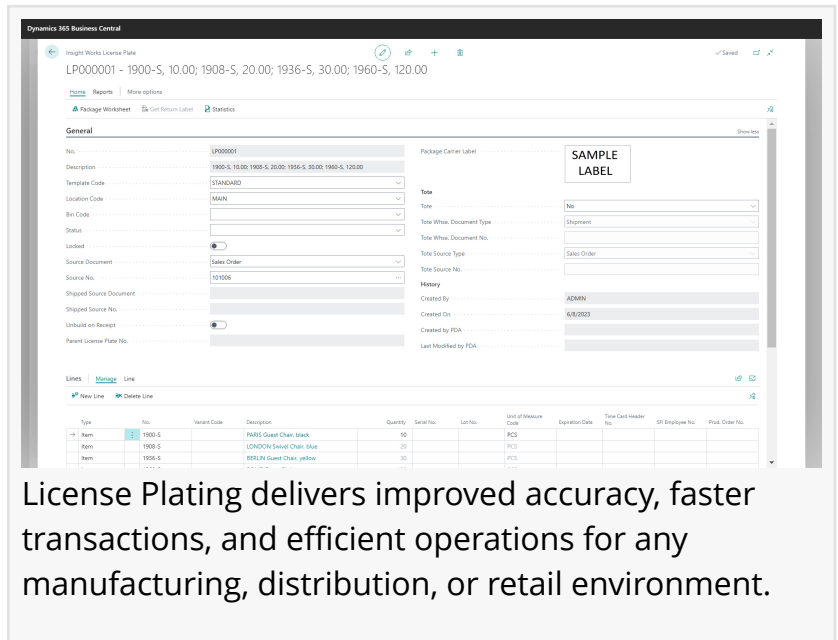 Dynamics 365 Business Central
Insight Works License Plate
Saved
LP000001 - 1900-S, 10.00; 1908-S, 20.00; 1936-S, 30.00; 1960-S, 120.00
Home Reports More options
Package Worksheet Get Return Label Statistics
General Show less
No. LP000001
Description 1900-S, 10.00; 1908-S, 20.00; 1936-S, 30.00; 1960-S, 120.00
Template Code STANDARD
Location Code MAIN
Bin Code
Status
Locked
Source Document Sales Order
Source No. 101006
Shipped Source Document
Shipped Source No.
Unbuild on Receipt
Parent License Plate No.
Package Carrier Label SAMPLE
LABEL
Tote
Tote No
Tote Whse. Document Type Shipment
Tote Whse. Document No.
Tote Source Type Sales Order
Tote Source No.
History
Created By ADMIN
Created On 6/8/2023
Created by PDA
Last Modified by PDA
Lines Manage Line
New Line Delete Line
Type No. Variant Code Description Quantity Serial No. Lot No. Unit of Measure Code Expiration Date Time Card Header No. SFI Employee No. Prod. Order No.
Item 1900-S PARIS Guest Chair, black 10 PCS
Item 1908-S LONDON Swivel Chair, blue 20 PCS
Item 1936-S BERLIN Guest Chair, yellow 30 PCS
License Plating delivers improved accuracy, faster
transactions, and efficient operations for any
manufacturing, distribution, or retail environment.